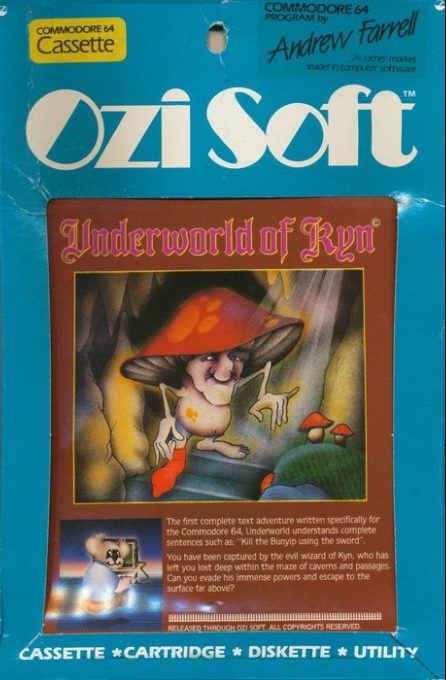 COMMODORE 64
Cassette
COMMODORE 64
PROGRAM by
Andrew Farrell
Another market
leader in computer software
Ozi Soft™
Underworld of Kyn©
The first complete text adventure written specifically for
the Commodore 64, Underworld understands complete
sentences such as: "Kill the Bunyip using the sword".
You have been captured by the evil wizard of Kyn, who has
left you lost deep within the maze of caverns and passages.
Can you evade his immense powers and escape to the
surface far above?
RELEASED THROUGH OZI SOFT. ALL COPYRIGHTS RESERVED.
CASSETTE ★ CARTRIDGE ★ DISKETTE ★ UTILITY